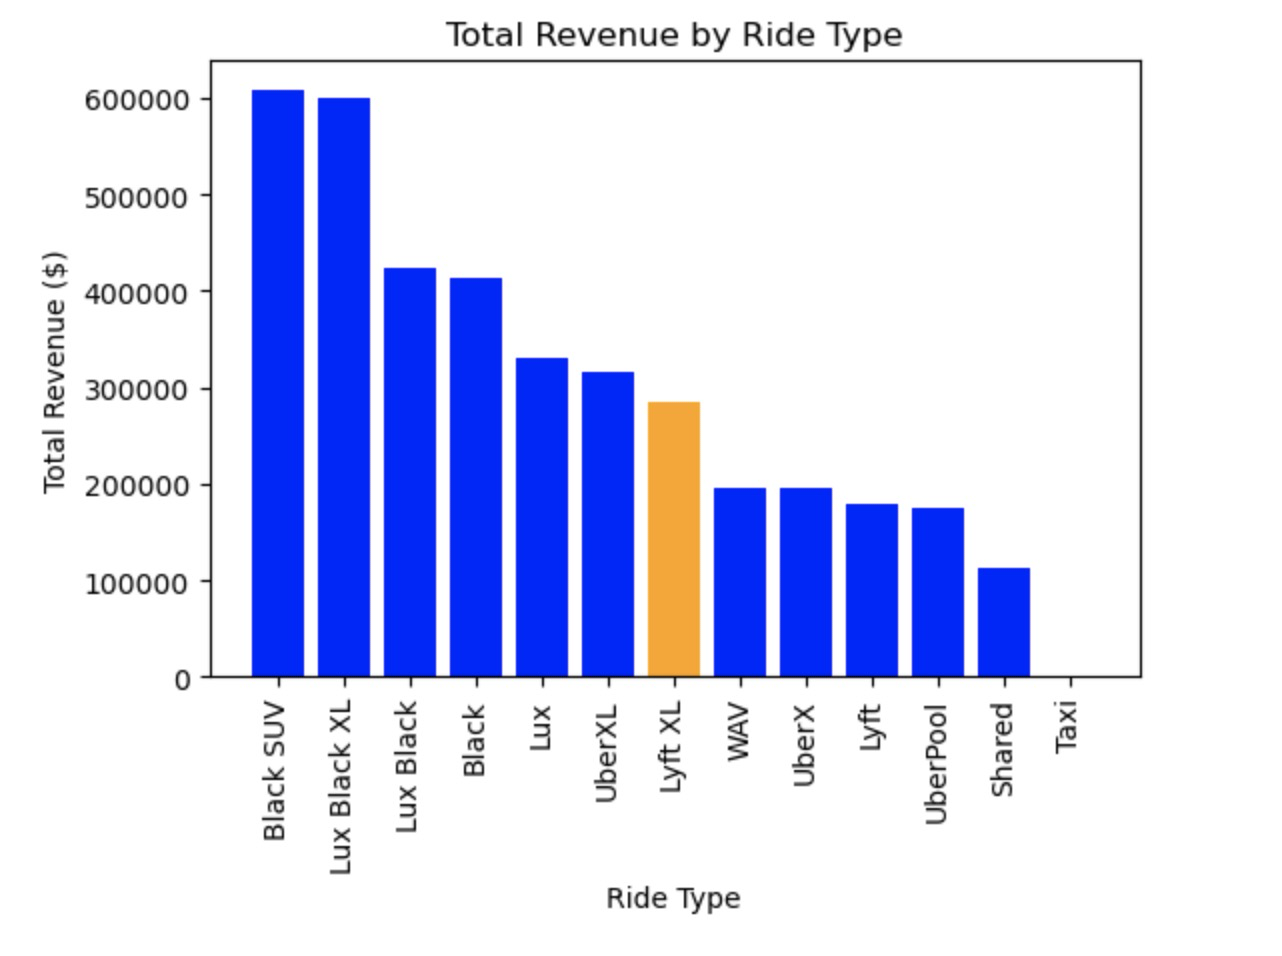 Total Revenue by Ride Type
Total Revenue ($)
600000
500000
400000
300000
200000
100000
0
Black SUV
Lux Black XL
Lux Black
Black
Lux
UberXL
Lyft XL
WAV
UberX
Lyft
UberPool
Shared
Taxi
Ride Type